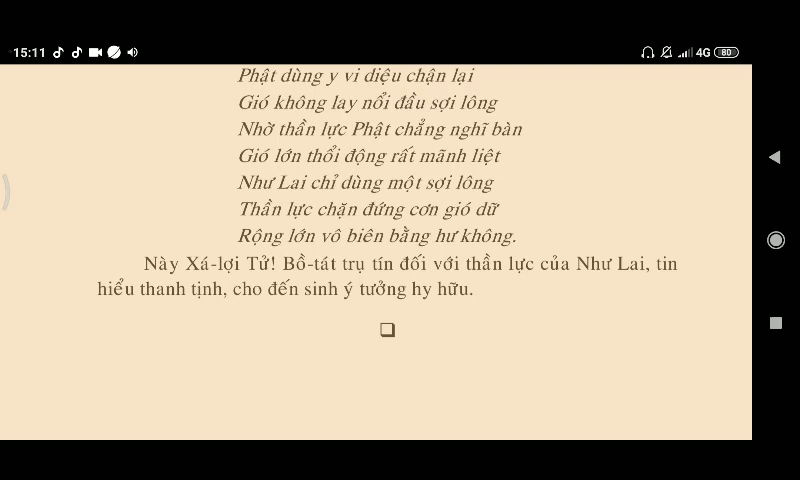 15:11
4G 80
Phật dùng y vi diệu chận lại
Gió không lay nổi đầu sợi lông
Nhờ thần lực Phật chẳng nghĩ bàn
Gió lớn thổi động rất mãnh liệt
Như Lai chỉ dùng một sợi lông
Thần lực chặn đứng cơn gió dữ
Rộng lớn vô biên bằng hư không.
Này Xá-lợi Tử! Bồ-tát trụ tín đối với thần lực của Như Lai, tin
hiểu thanh tịnh, cho đến sinh ý tưởng hy hữu.